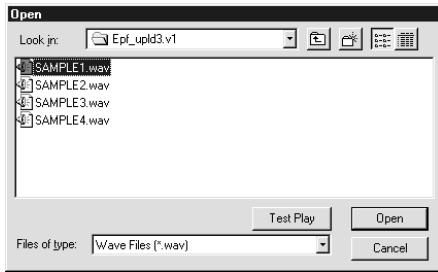 Open
Look in: Epf_upld3.v1
SAMPLE1.wav
SAMPLE2.wav
SAMPLE3.wav
SAMPLE4.wav
Test Play Open
Files of type: Wave Files (*.wav) Cancel